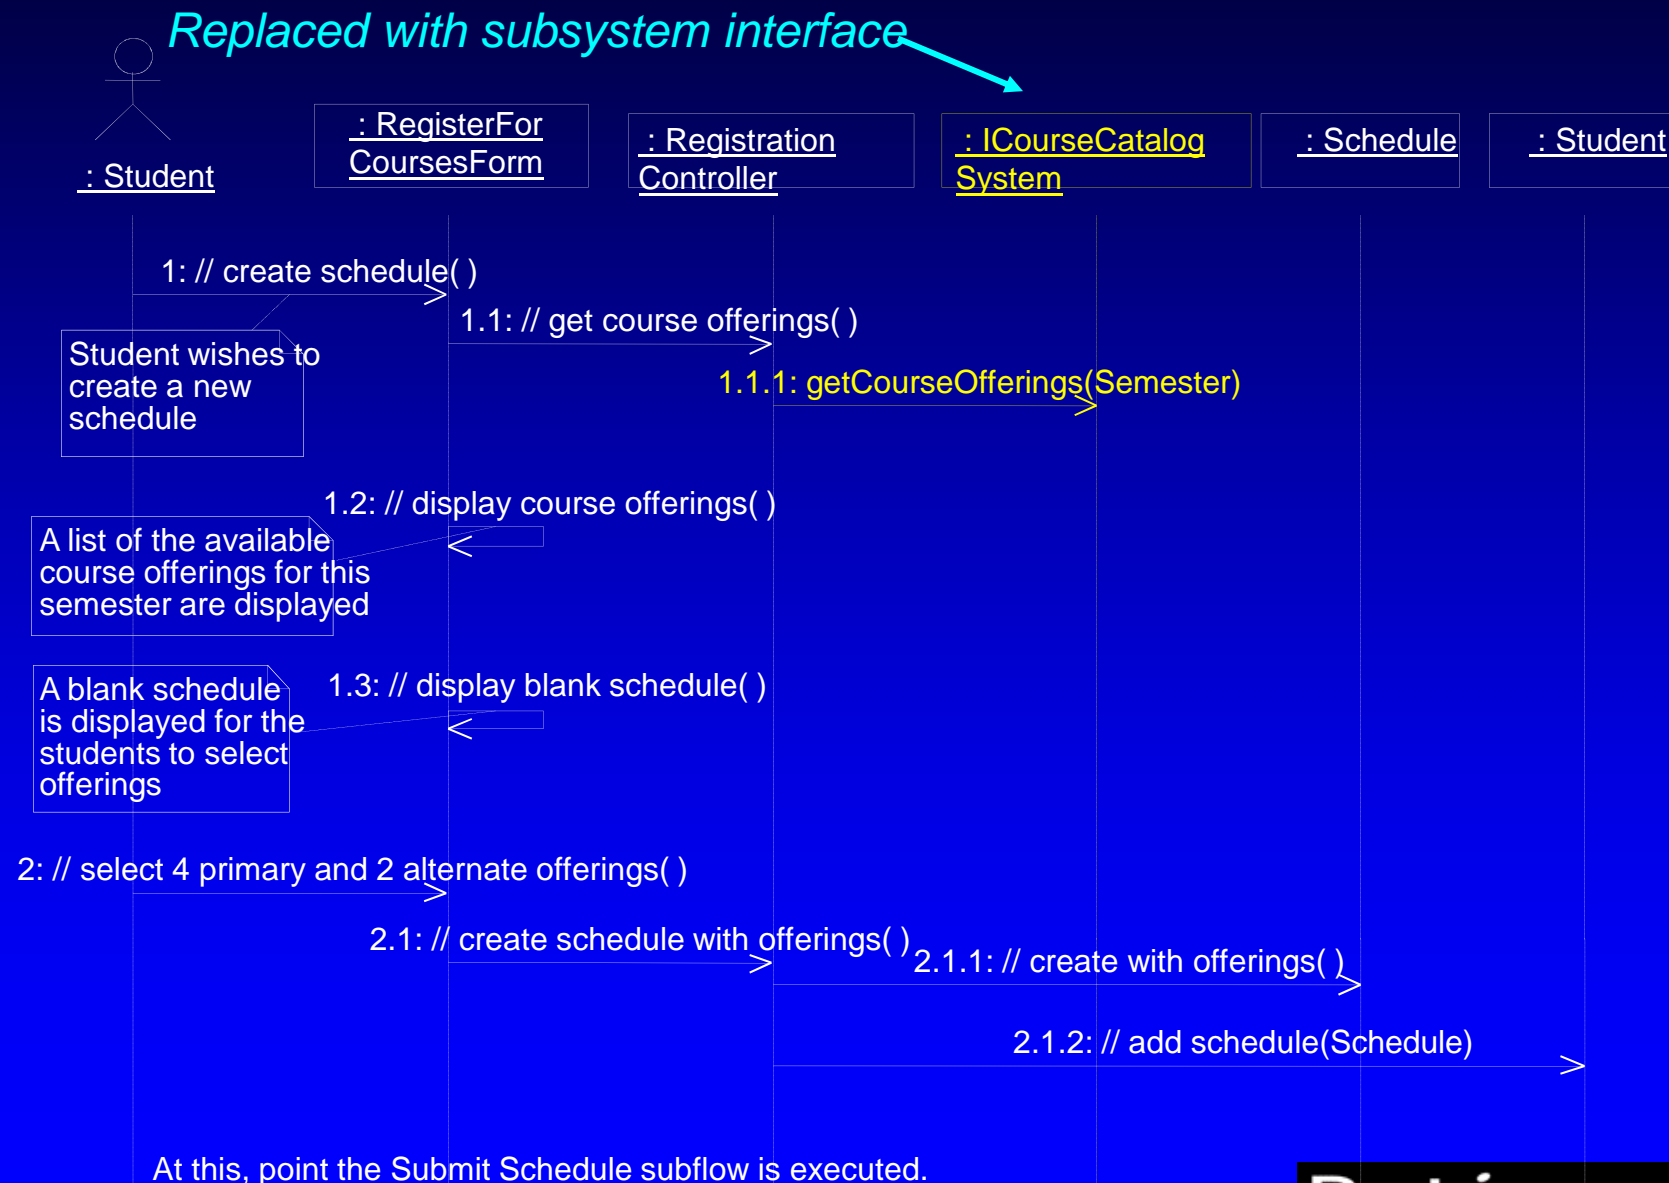 Replaced with subsystem interface
: Student
: RegisterFor
CoursesForm
: Registration
Controller
: ICourseCatalog
System
: Schedule
: Student
1: // create schedule( )
1.1: // get course offerings( )
Student wishes to
create a new
schedule
1.1.1: getCourseOfferings(Semester)
1.2: // display course offerings( )
A list of the available
course offerings for this
semester are displayed
1.3: // display blank schedule( )
A blank schedule
is displayed for the
students to select
offerings
2: // select 4 primary and 2 alternate offerings( )
2.1: // create schedule with offerings( )
2.1.1: // create with offerings( )
2.1.2: // add schedule(Schedule)
At this, point the Submit Schedule subflow is executed.